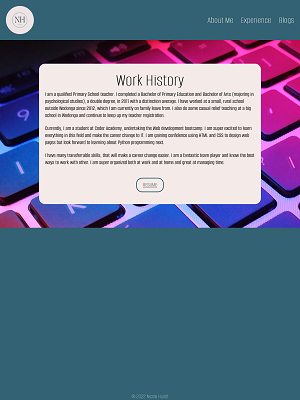 NH
About Me Experience Blogs
Work History
I am a qualified Primary School teacher. I completed a Bachelor of Primary Education and Bachelor of Arts (majoring in
psychological studies), a double degree, in 2011 with a distinction average. I have worked at a small, rural school
outside Wodonga since 2012, which I am currently on family leave from. I also do some casual relief teaching at a big
school in Wodonga and continue to keep up my teacher registration.
Currently, I am a student at Coder Academy, undertaking the Web development bootcamp. I am super excited to learn
everything in this field and make the career change to IT. I am gaining confidence using HTML and CSS to design web
pages but look forward to learning about Python programming next.
I have many transferrable skills, that will make a career change easier. I am a fantastic team player and know the best
ways to work with other. I am super organized both at work and at home and great at managing time.
RESUME